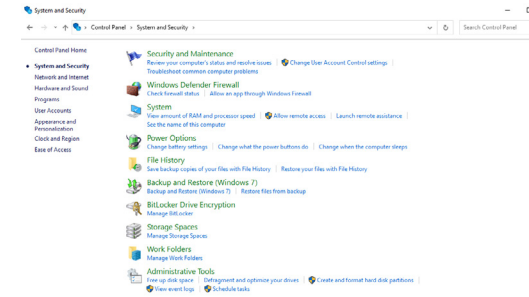 System and Security
Control Panel > System and Security >
Search Control Panel
Control Panel Home
System and Security
Network and Internet
Hardware and Sound
Programs
User Accounts
Appearance and
Personalization
Clock and Region
Ease of Access
Security and Maintenance
Review your computer's status and resolve issues | Change User Account Control settings |
Troubleshoot common computer problems
Windows Defender Firewall
Check firewall status | Allow an app through Windows Firewall
System
View amount of RAM and processor speed | Allow remote access | Launch remote assistance |
See the name of this computer
Power Options
Change battery settings | Change what the power buttons do | Change when the computer sleeps
File History
Save backup copies of your files with File History | Restore your files with File History
Backup and Restore (Windows 7)
Backup and Restore (Windows 7) | Restore files from backup
BitLocker Drive Encryption
Manage BitLocker
Storage Spaces
Manage Storage Spaces
Work Folders
Manage Work Folders
Administrative Tools
Free up disk space | Defragment and optimize your drives | Create and format hard disk partitions |
View event logs | Schedule tasks